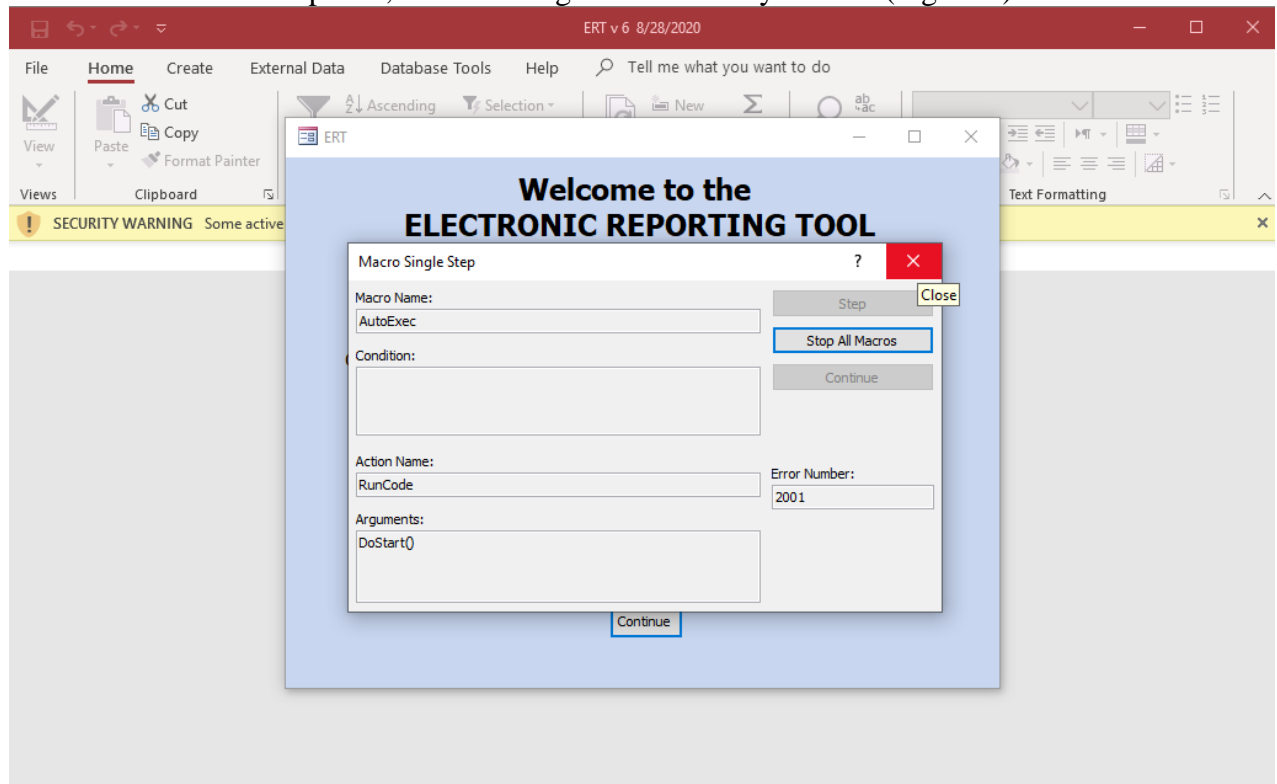 ERT v 6 8/28/2020
File Home Create External Data Database Tools Help Tell me what you want to do
Cut
Copy
Format Painter
View
Paste
Ascending
Selection
New
Views
Clipboard
Text Formatting
SECURITY WARNING Some active
ERT
Welcome to the
ELECTRONIC REPORTING TOOL
Macro Single Step
?
Close
Macro Name:
AutoExec
Step
Stop All Macros
Continue
Condition:
Action Name:
RunCode
Error Number:
2001
Arguments:
DoStart()
Continue